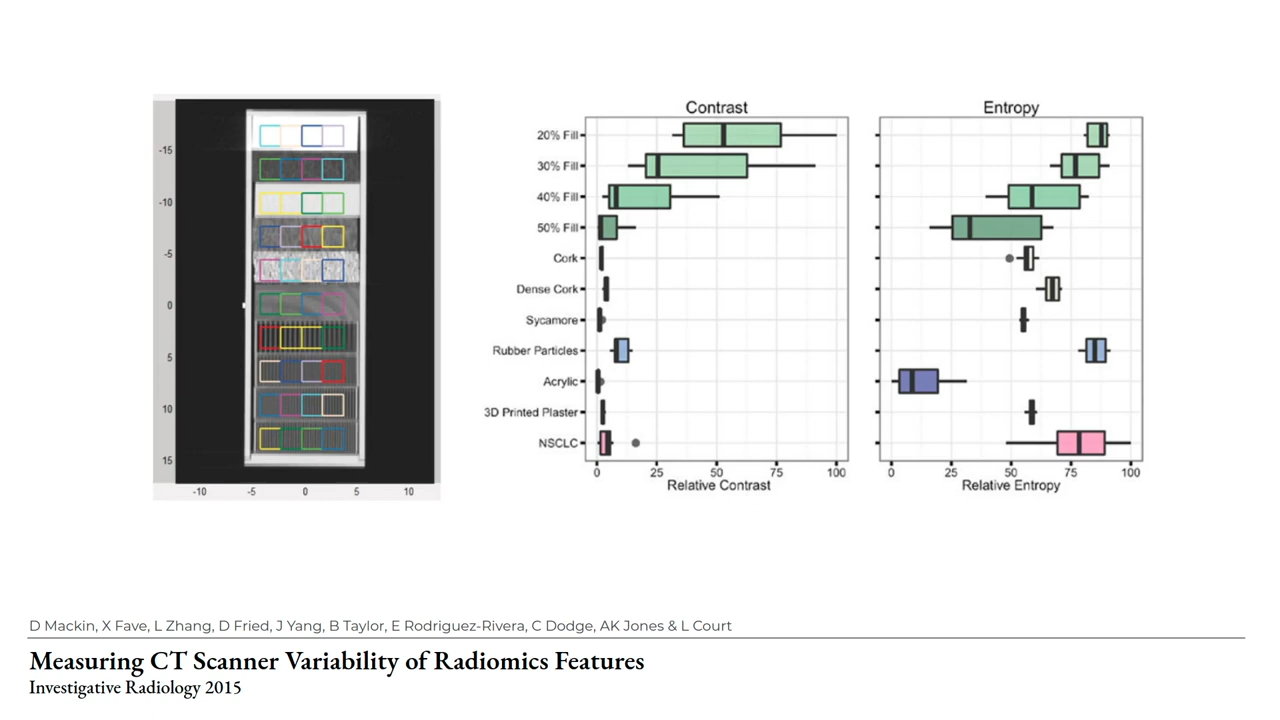 Contrast
Entropy
-15
-10
-5
0
5
10
15
-10 -5 0 5 10
20% Fill
30% Fill
40% Fill
50% Fill
Cork
Dense Cork
Sycamore
Rubber Particles
Acrylic
3D Printed Plaster
NSCLC
0 25 50 75 100
Relative Contrast
0 25 50 75 100
Relative Entropy
D Mackin, X Fave, L Zhang, D Fried, J Yang, B Taylor, E Rodriguez-Rivera, C Dodge, AK Jones & L Court
Measuring CT Scanner Variability of Radiomics Features
Investigative Radiology 2015